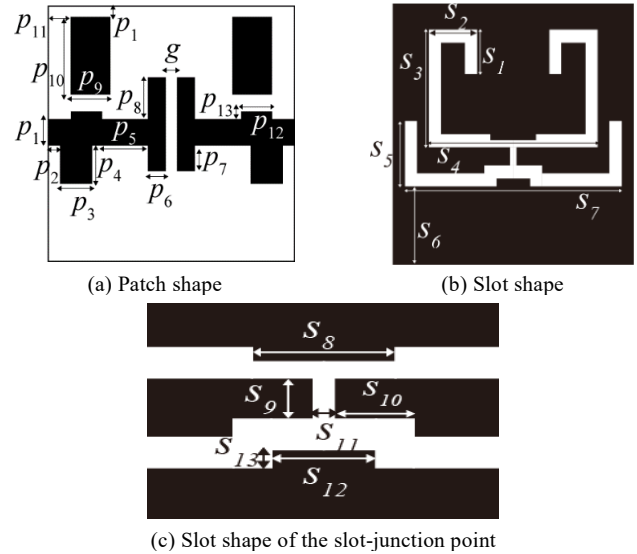 p₁₁
p₁
g
p₁₀
p₉
p₈
p₁₃
p₁₂
p₁
p₅
p₂
p₄
p₇
p₃
p₆
(a) Patch shape
s₂
s₁
s₃
s₄
s₅
s₇
s₆
(b) Slot shape
s₈
s₉
s₁₀
s₁₁
s₁₃
s₁₂
(c) Slot shape of the slot-junction point